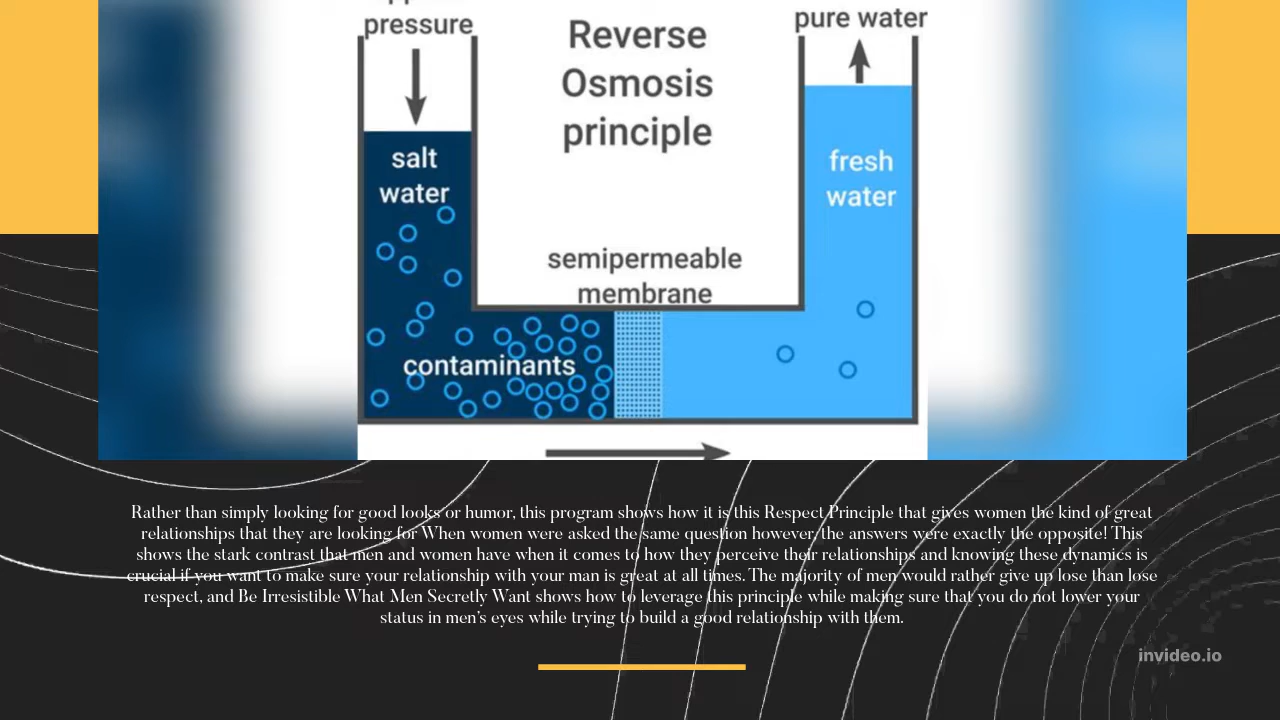 pressure
Reverse
Osmosis
principle
pure water
salt
water
fresh
water
semipermeable
membrane
contaminants
Rather than simply looking for good looks or humor, this program shows how it is this Respect Principle that gives women the kind of great
relationships that they are looking for When women were asked the same question however, the answers were exactly the opposite! This
shows the stark contrast that men and women have when it comes to how they perceive their relationships and knowing these dynamics is
crucial if you want to make sure your relationship with your man is great at all times. The majority of men would rather give up lose than lose
respect, and Be Irresistible What Men Secretly Want shows how to leverage this principle while making sure that you do not lower your
status in men's eyes while trying to build a good relationship with them.
invideo.io